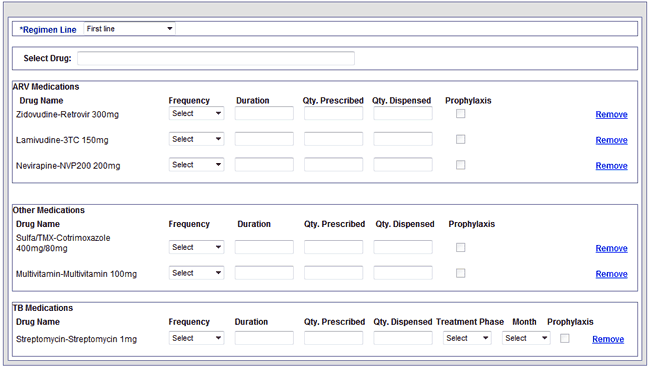 *Regimen Line First line
Select Drug:
ARV Medications
Drug Name Frequency Duration Qty. Prescribed Qty. Dispensed Prophylaxis
Zidovudine-Retrovir 300mg Select Remove
Lamivudine-3TC 150mg Select Remove
Nevirapine-NVP200 200mg Select Remove
Other Medications
Drug Name Frequency Duration Qty. Prescribed Qty. Dispensed Prophylaxis
Sulfa/TMX-Cotrimoxazole
400mg/80mg Select Remove
Multivitamin-Multivitamin 100mg Select Remove
TB Medications
Drug Name Frequency Duration Qty. Prescribed Qty. Dispensed Treatment Phase Month Prophylaxis
Streptomycin-Streptomycin 1mg Select Select Select Remove